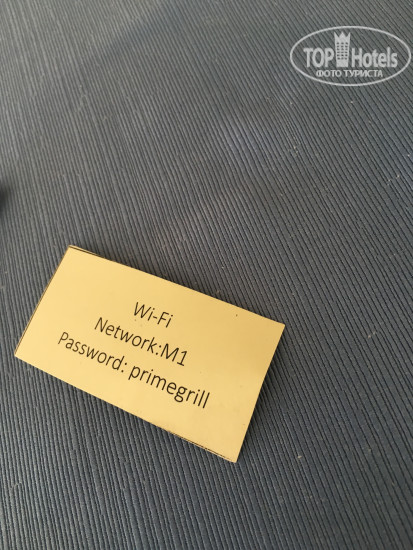 TOP Hotels
ФОТО ТУРИСТА
Wi-Fi
Network:M1
Password: primegrill